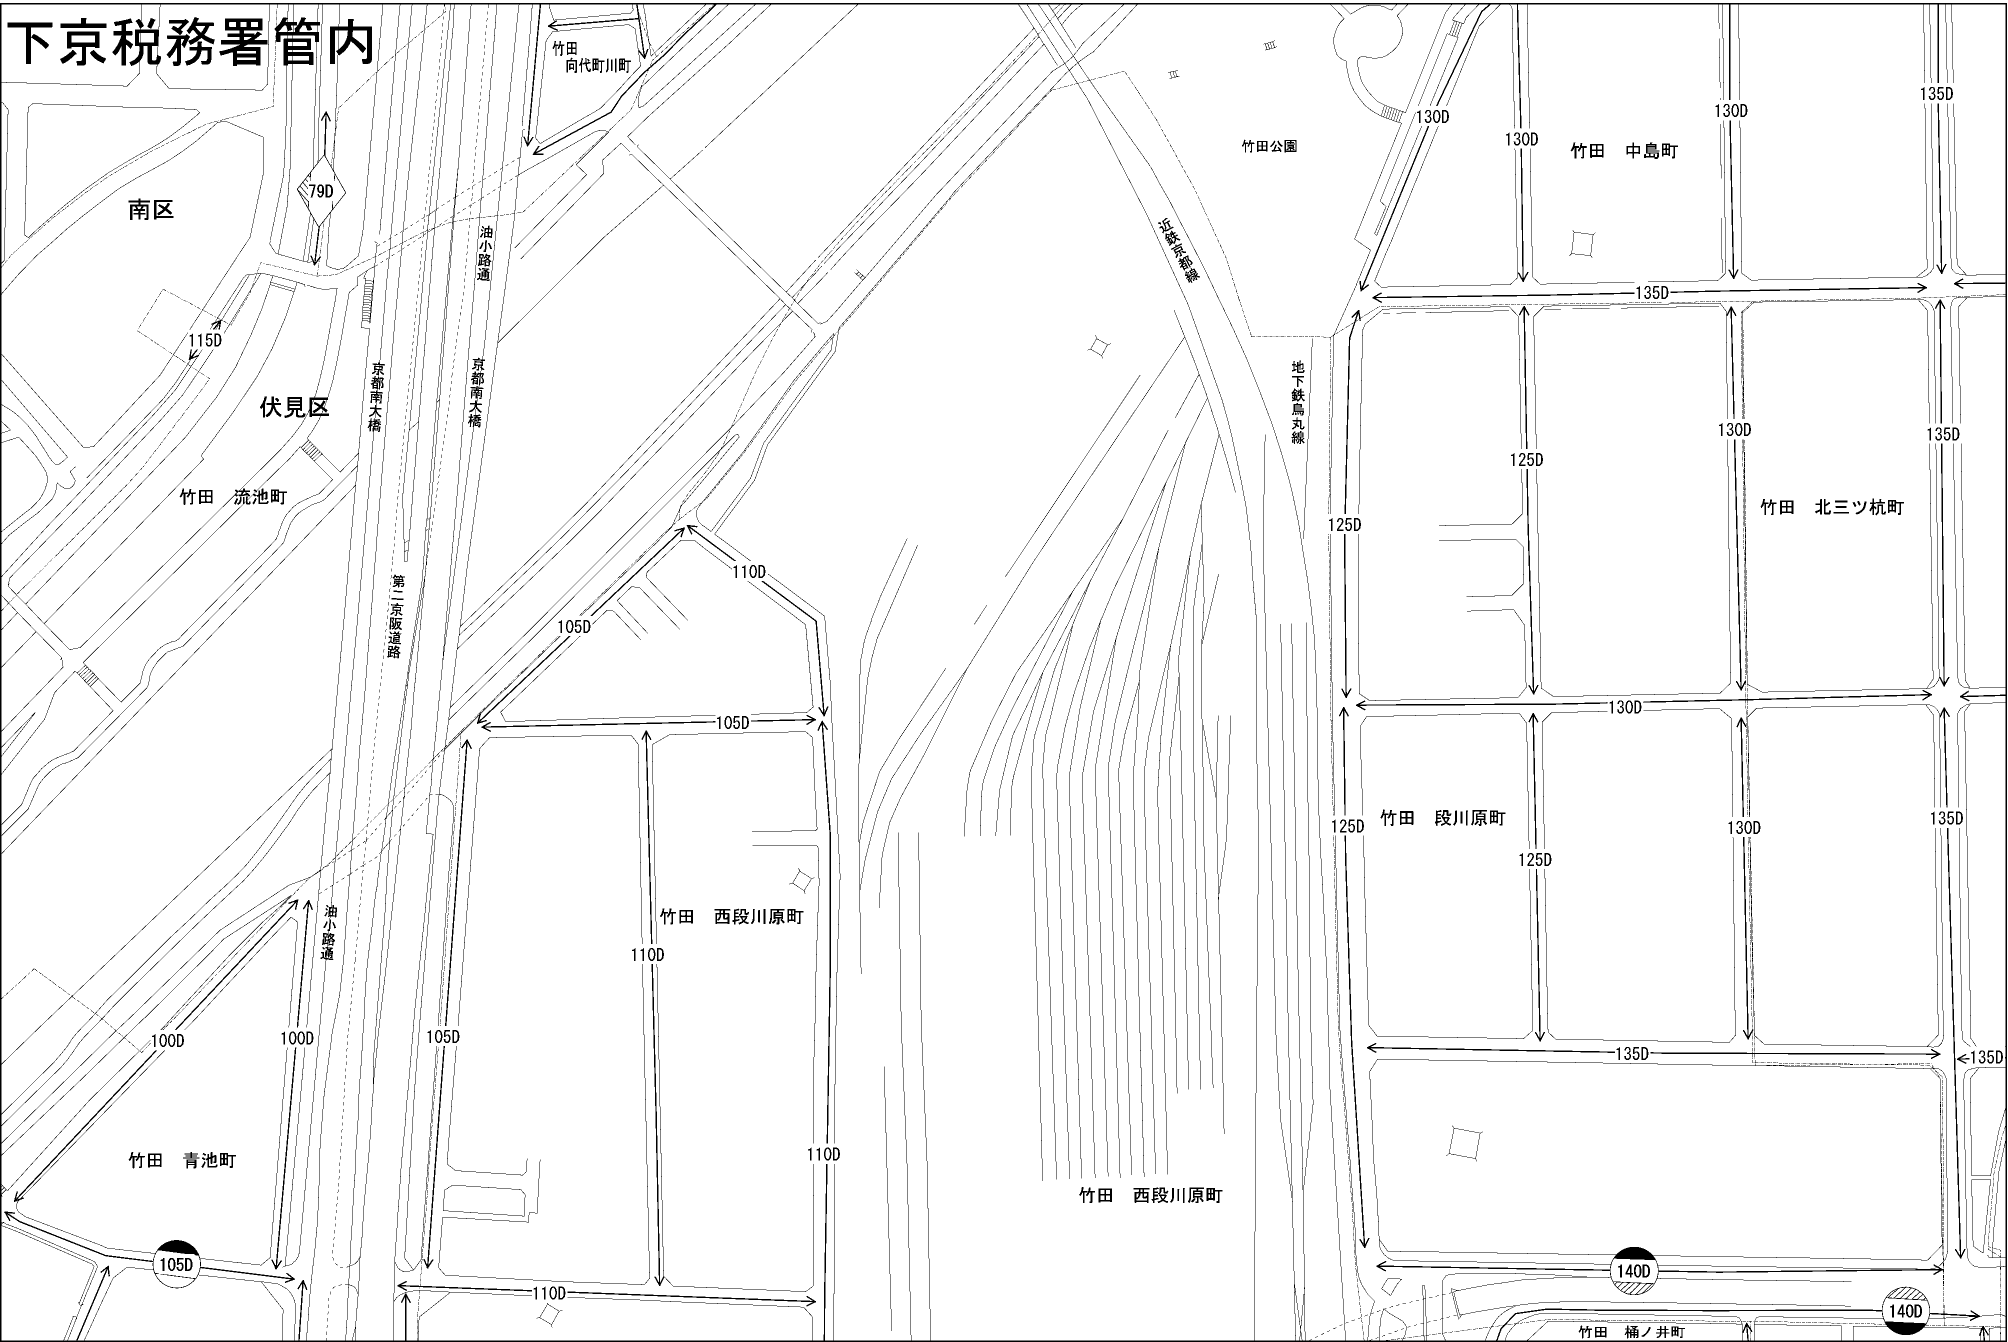 下京税務署管内
竹田
向代町川町
130D
130D
130D
135D
竹田公園
竹田　中島町
79D
南区
油小路通
近鉄京都線
135D
115D
京都南大橋
京都南大橋
地下鉄烏丸線
伏見区
130D
135D
125D
竹田　流池町
竹田　北三ツ杭町
125D
110D
第二京阪道路
105D
105D
130D
竹田　段川原町
135D
125D
130D
125D
竹田　西段川原町
油小路通
110D
100D
100D
105D
135D
135D
110D
竹田　青池町
竹田　西段川原町
105D
140D
110D
140D
竹田　桶ノ井町